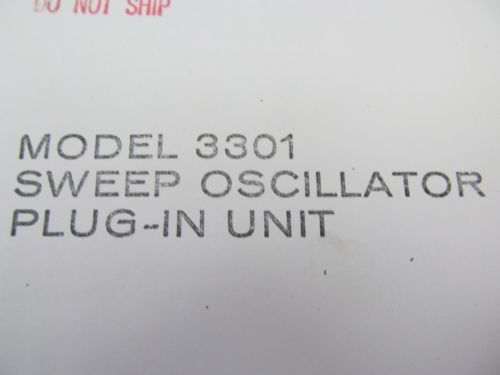 DO NOT SHIP
MODEL 3301
SWEEP OSCILLATOR
PLUG-IN UNIT